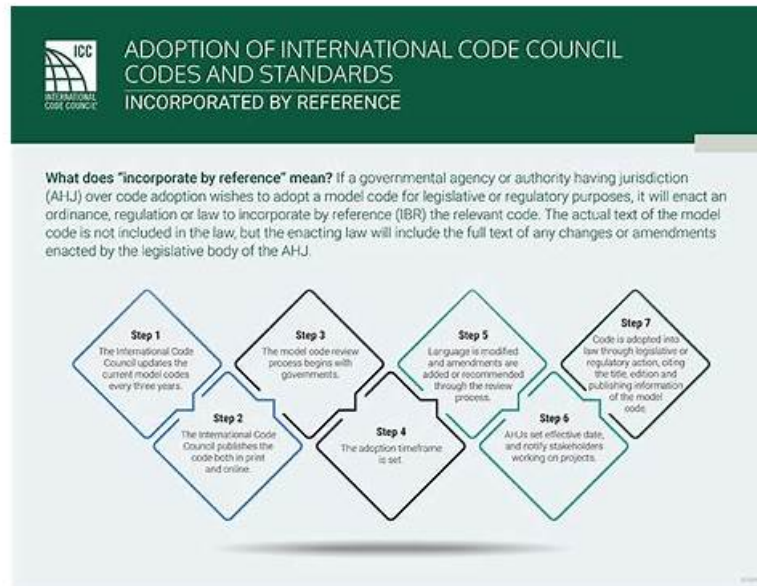 ICC
INTERNATIONAL
CODE COUNCIL
ADOPTION OF INTERNATIONAL CODE COUNCIL
CODES AND STANDARDS
INCORPORATED BY REFERENCE
What does "incorporate by reference" mean? If a governmental agency or authority having jurisdiction
(AHJ) over code adoption wishes to adopt a model code for legislative or regulatory purposes, it will enact an
ordinance, regulation or law to incorporate by reference (IBR) the relevant code. The actual text of the model
code is not included in the law, but the enacting law will include the full text of any changes or amendments
enacted by the legislative body of the AHJ.
Step 1
The International Code
Council updates the
current model codes
every three years.
Step 2
The International Code
Council publishes the
code both in print
and online.
Step 3
The model code review
process begins with
governments.
Step 4
The adoption timeframe
is set.
Step 5
Language is modified
and amendments are
added or recommended
through the review
process.
Step 6
AHJs set effective date,
and notify stakeholders
working on projects.
Step 7
Code is adopted into
law through legislative or
regulatory action, citing
the title, edition and
publishing information
of the model
code.